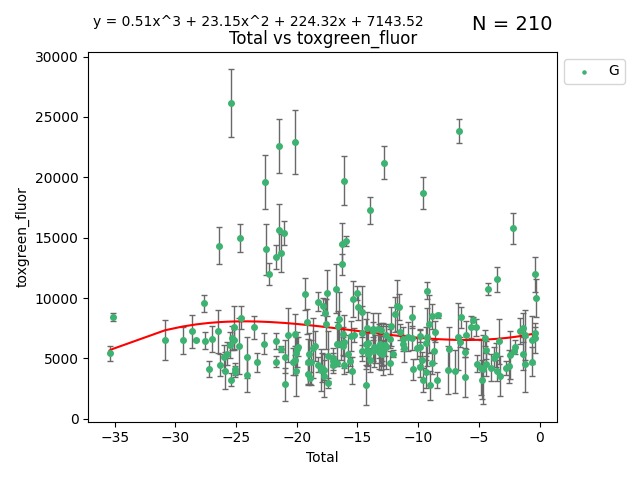 y = 0.51x^3 + 23.15x^2 + 224.32x + 7143.52
N = 210
Total vs toxgreen_fluor
G
30000
25000
20000
15000
10000
5000
0
toxgreen_fluor
−35 −30 −25 −20 −15 −10 −5 0
Total